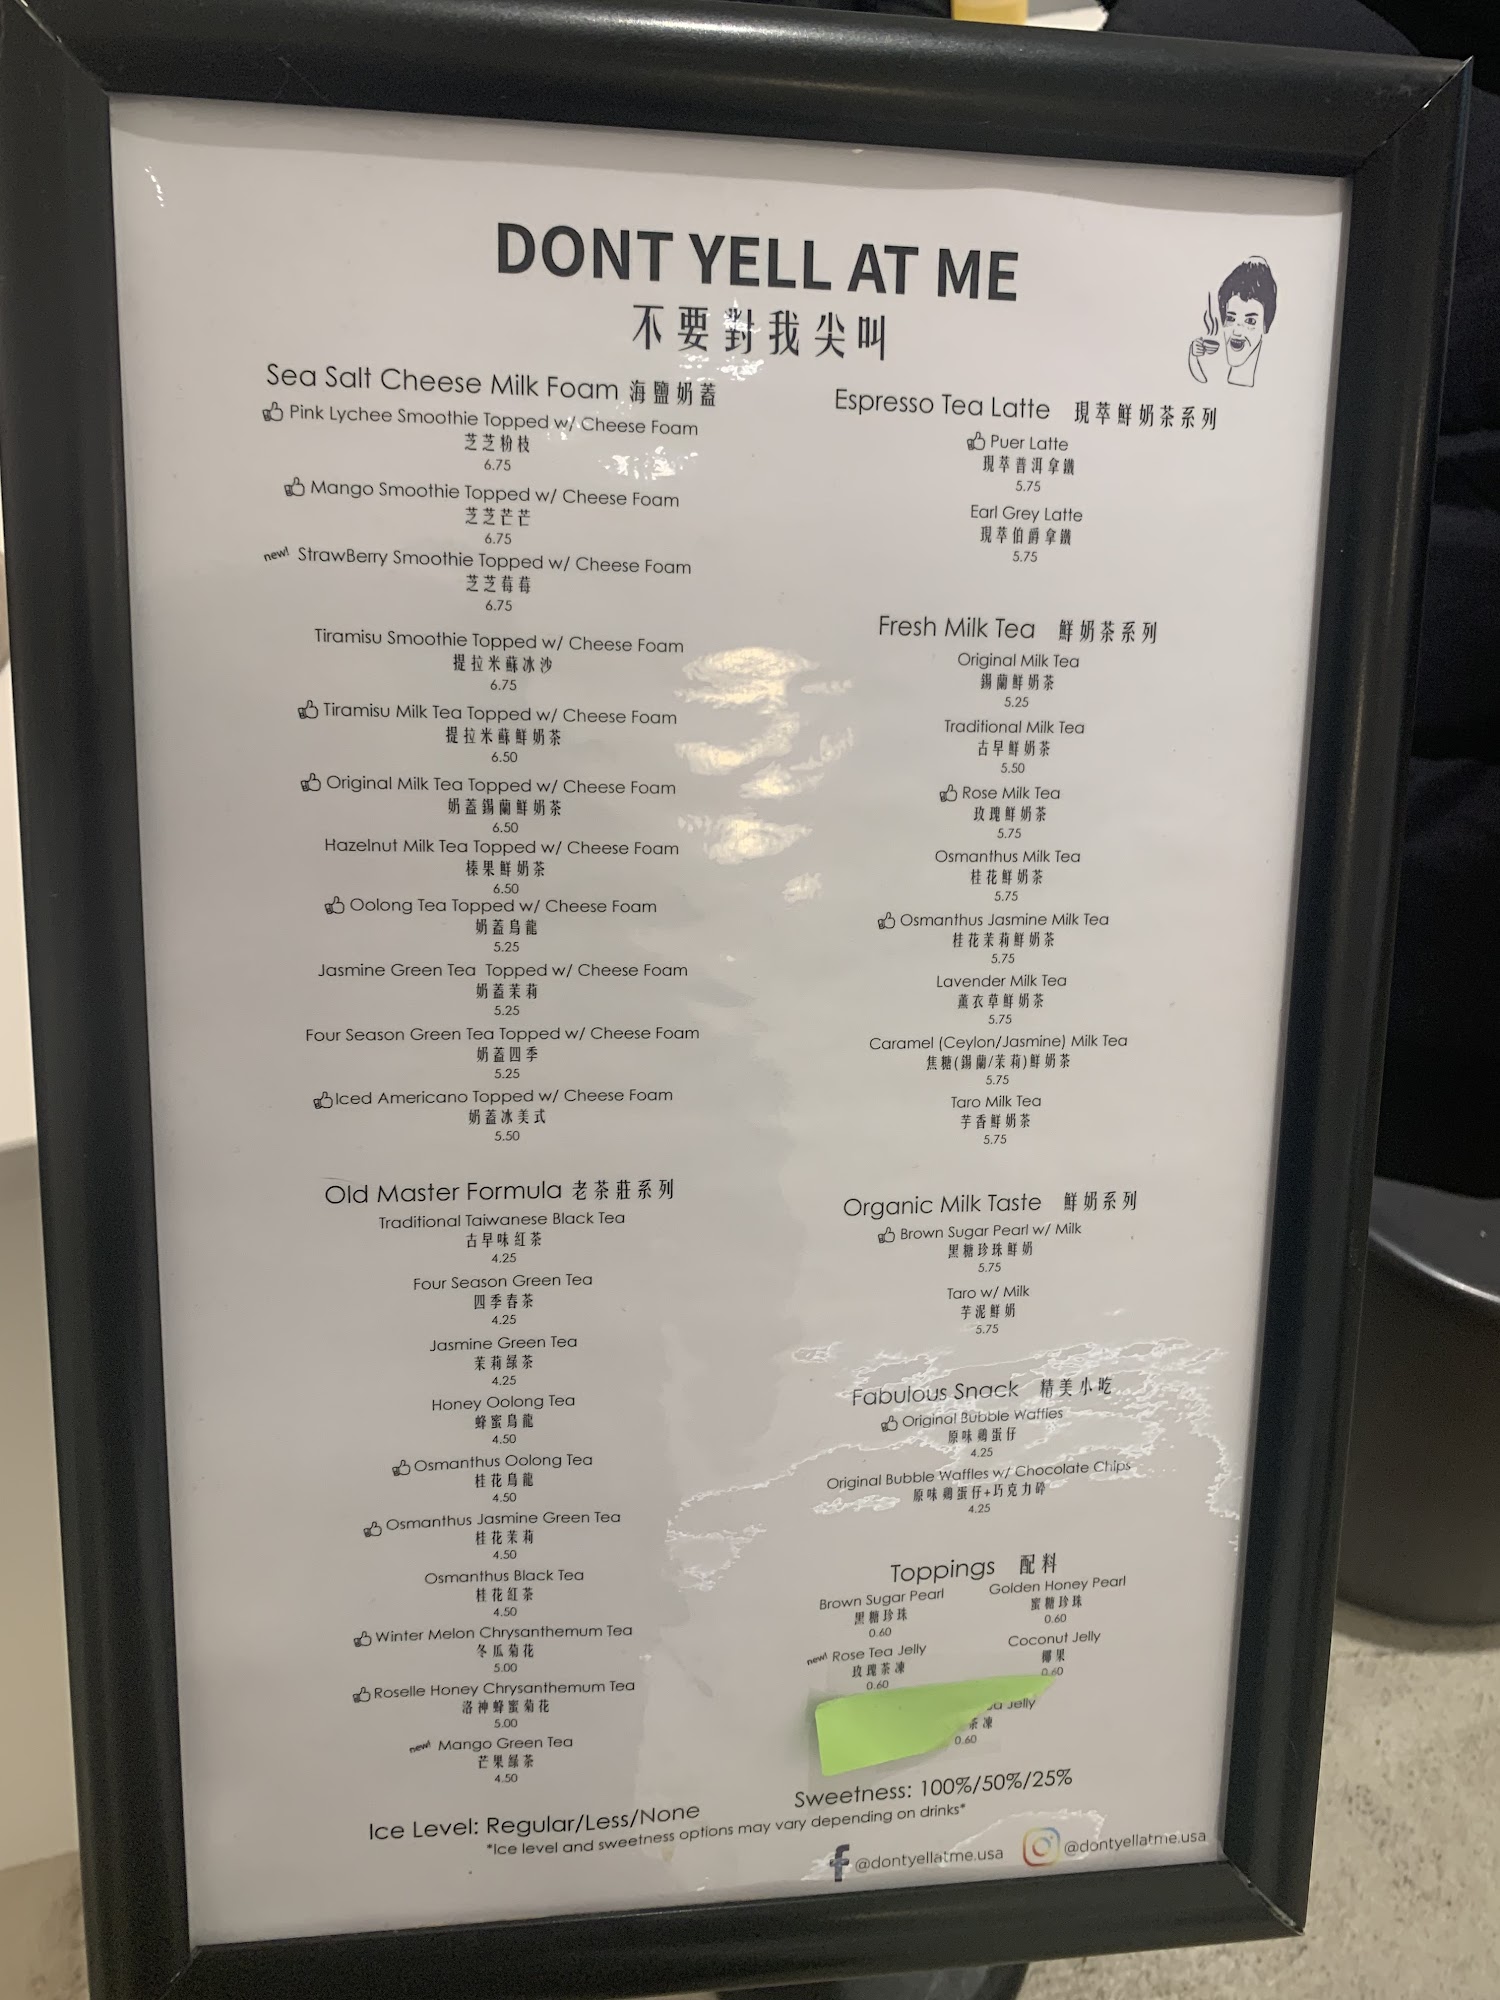 DONT YELL AT ME
不要對我尖叫
Sea Salt Cheese Milk Foam 海鹽奶蓋
Pink Lychee Smoothie Topped w/ Cheese Foam
芝芝粉枝
6.75
Mango Smoothie Topped w/ Cheese Foam
芝芝芒芒
6.75
new! StrawBerry Smoothie Topped w/ Cheese Foam
芝芝莓莓
6.75
Tiramisu Smoothie Topped w/ Cheese Foam
提拉米蘇冰沙
6.75
Tiramisu Milk Tea Topped w/ Cheese Foam
提拉米蘇鮮奶茶
6.50
Original Milk Tea Topped w/ Cheese Foam
奶蓋錫蘭鮮奶茶
6.50
Hazelnut Milk Tea Topped w/ Cheese Foam
榛果鮮奶茶
6.50
Oolong Tea Topped w/ Cheese Foam
奶蓋烏龍
5.25
Jasmine Green Tea Topped w/ Cheese Foam
奶蓋茉莉
5.25
Four Season Green Tea Topped w/ Cheese Foam
奶蓋四季
5.25
Iced Americano Topped w/ Cheese Foam
奶蓋冰美式
5.50
Old Master Formula 老茶莊系列
Traditional Taiwanese Black Tea
古早味紅茶
4.25
Four Season Green Tea
四季春茶
4.25
Jasmine Green Tea
茉莉绿茶
4.25
Honey Oolong Tea
蜂蜜烏龍
4.50
Osmanthus Oolong Tea
桂花烏龍
4.50
Osmanthus Jasmine Green Tea
桂花茉莉
4.50
Osmanthus Black Tea
桂花紅茶
4.50
Winter Melon Chrysanthemum Tea
冬瓜菊花
5.00
Roselle Honey Chrysanthemum Tea
洛神蜂蜜菊花
5.00
new! Mango Green Tea
芒果绿茶
4.50
Espresso Tea Latte 現萃鮮奶茶系列
Puer Latte
現萃普洱拿鐵
5.75
Earl Grey Latte
現萃伯爵拿鐵
5.75
Fresh Milk Tea 鮮奶茶系列
Original Milk Tea
錫蘭鮮奶茶
5.25
Traditional Milk Tea
古早鮮奶茶
5.50
Rose Milk Tea
玫瑰鮮奶茶
5.75
Osmanthus Milk Tea
桂花鮮奶茶
5.75
Osmanthus Jasmine Milk Tea
桂花茉莉鮮奶茶
5.75
Lavender Milk Tea
薰衣草鮮奶茶
5.75
Caramel (Ceylon/Jasmine) Milk Tea
焦糖(錫蘭/茉莉)鮮奶茶
5.75
Taro Milk Tea
芋香鮮奶茶
5.75
Organic Milk Taste 鮮奶系列
Brown Sugar Pearl w/ Milk
黑糖珍珠鮮奶
5.75
Taro w/ Milk
芋泥鮮奶
5.75
Fabulous Snack 精美小吃
Original Bubble Waffles
原味鷄蛋仔
4.25
Original Bubble Waffles w/ Chocolate Chips
原味鷄蛋仔+巧克力碎
4.25
Toppings 配料
Brown Sugar Pearl Golden Honey Pearl
黑糖珍珠 蜜糖珍珠
0.60 0.60
new! Rose Tea Jelly Coconut Jelly
玫瑰茶凍 椰果
0.60 0.60
Jelly
茶凍
0.60
Ice Level: Regular/Less/None Sweetness: 100%/50%/25%
*Ice level and sweetness options may vary depending on drinks*
@dontyellatme.usa @dontyellatme.usa